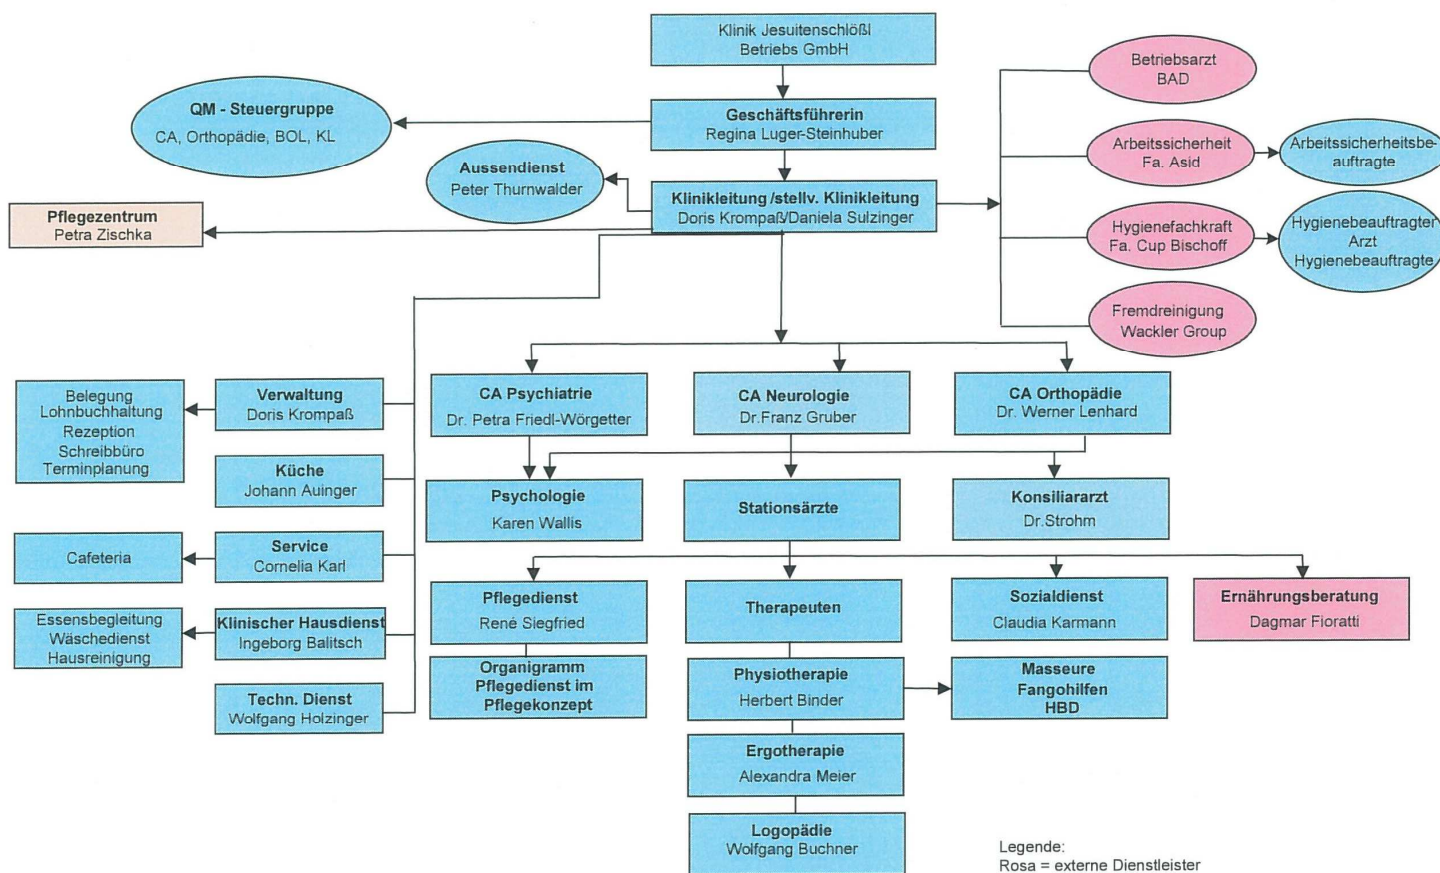 Klinik Jesuitenschlößl
Betriebs GmbH
QM - Steuergruppe
CA, Orthopädie, BOL, KL
Geschäftsführerin
Regina Luger-Steinhuber
Betriebsarzt
BAD
Arbeitssicherheit
Fa. Asid
Arbeitssicherheitsbe-
auftragte
Aussendienst
Peter Thurnwalder
Klinikleitung /stellv. Klinikleitung
Doris Krompaß/Daniela Sulzinger
Pflegezentrum
Petra Zischka
Hygienefachkraft
Fa. Cup Bischoff
Hygienebeauftragter
Arzt
Hygienebeauftragte
Fremdreinigung
Wackler Group
Belegung
Lohnbuchhaltung
Rezeption
Schreibbüro
Terminplanung
Verwaltung
Doris Krompaß
CA Psychiatrie
Dr. Petra Friedl-Wörgetter
CA Neurologie
Dr.Franz Gruber
CA Orthopädie
Dr. Werner Lenhard
Küche
Johann Auinger
Psychologie
Karen Wallis
Stationsärzte
Konsiliararzt
Dr.Strohm
Cafeteria
Service
Cornelia Karl
Pflegedienst
René Siegfried
Therapeuten
Sozialdienst
Claudia Karmann
Ernährungsberatung
Dagmar Fioratti
Essensbegleitung
Wäschedienst
Hausreinigung
Klinischer Hausdienst
Ingeborg Balitsch
Organigramm
Pflegedienst im
Pflegekonzept
Physiotherapie
Herbert Binder
Masseure
Fangohilfen
HBD
Techn. Dienst
Wolfgang Holzinger
Ergotherapie
Alexandra Meier
Logopädie
Wolfgang Buchner
Legende:
Rosa = externe Dienstleister